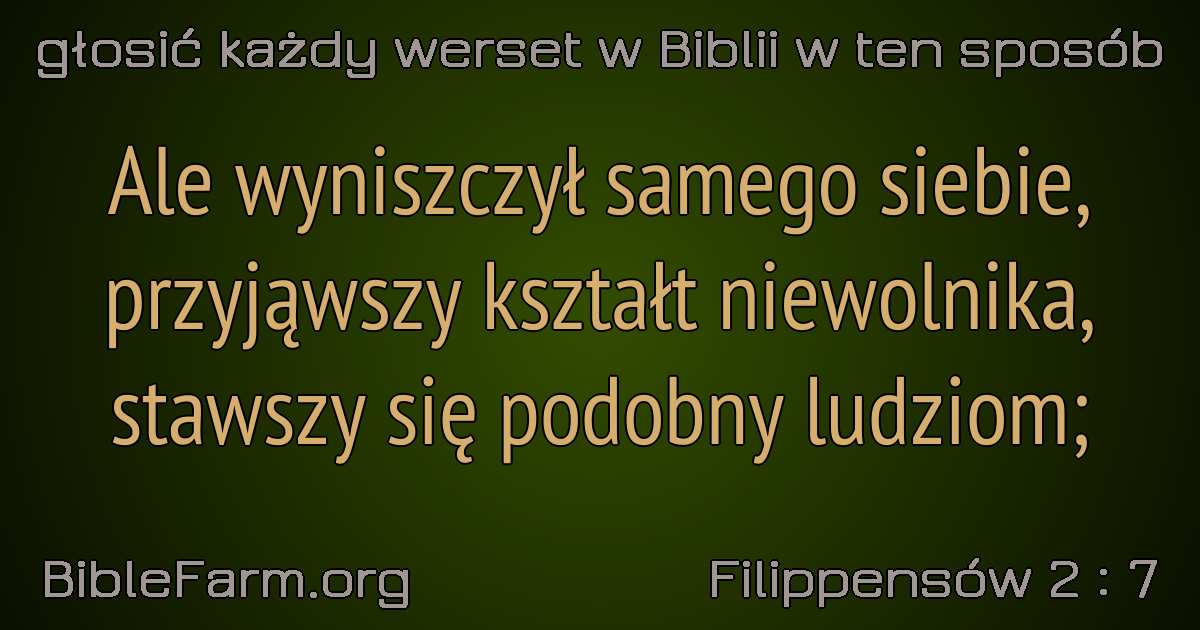 głosić każdy werset w Biblii w ten sposób
Ale wyniszczył samego siebie,
przyjąwszy kształt niewolnika,
stawszy się podobny ludziom;
BibleFarm.org
Filippensów 2 : 7